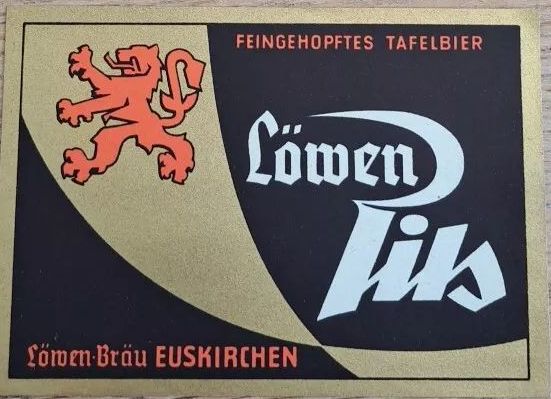 FEINGEHOPFTES TAFELBIER
Löwen
Pils
Löwen-Bräu EUSKIRCHEN